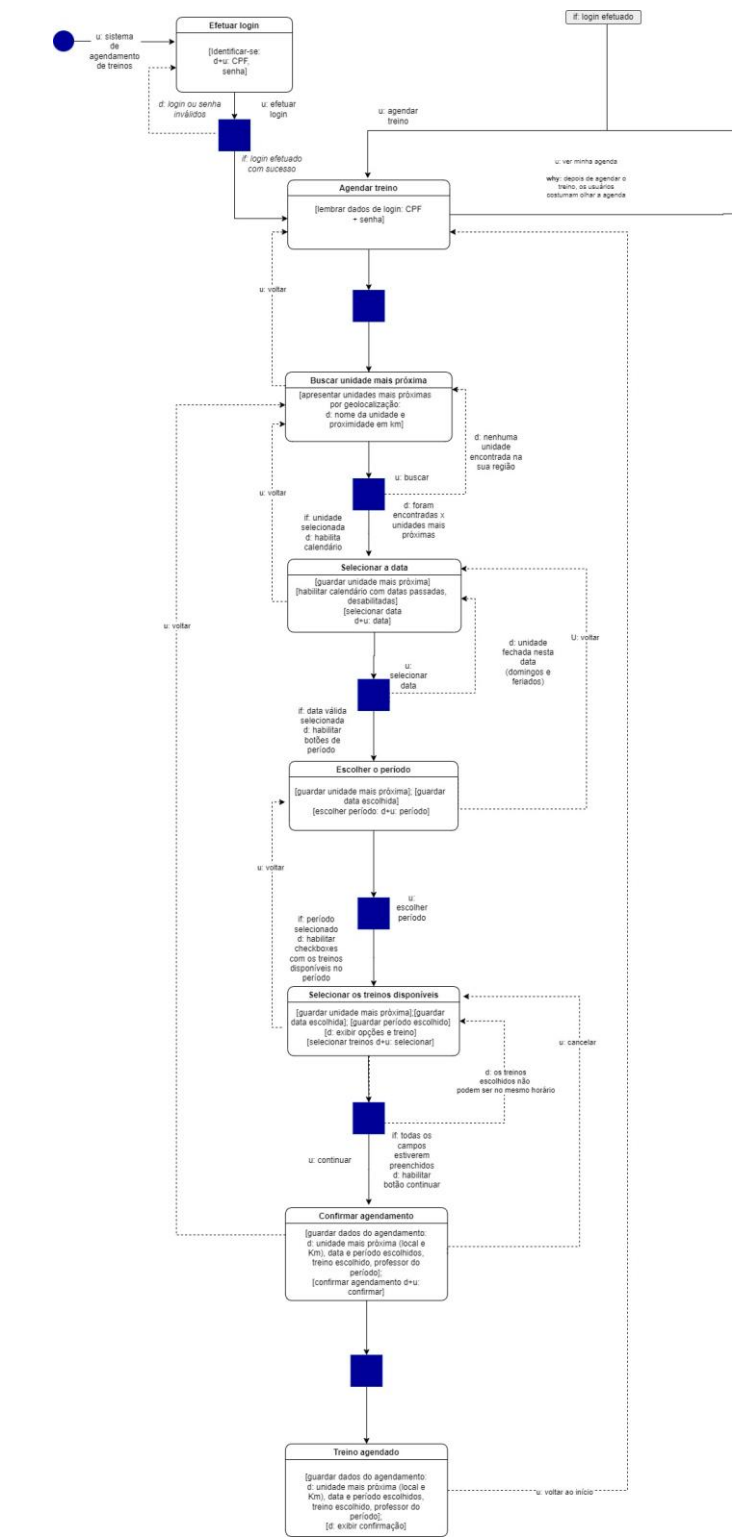 Efetuar login
[Identificar-se:
d+u: CPF,
senha]
u: sistema
de
agendamento
de treinos
if: login efetuado
d: login ou senha
inválidos
u: efetuar
login
if: login efetuado
com sucesso
u: agendar
treino
u: ver minha agenda
why: depois de agendar o
treino, os usuários
costumam olhar a agenda
Agendar treino
[lembrar dados de login: CPF
+ senha]
u: voltar
Buscar unidade mais próxima
[apresentar unidades mais próximas
por geolocalização:
d: nome da unidade e
proximidade em km]
d: nenhuma
unidade
encontrada na
sua região
u: voltar
u: buscar
if: unidade
selecionada
d: habilita
calendário
d: foram
encontradas x
unidades mais
próximas
Selecionar a data
[guardar unidade mais próxima]
[habilitar calendário com datas passadas,
desabilitadas]
[selecionar data
d+u: data]
u: voltar
U: voltar
d: unidade
fechada nesta
data
(domingos e
feriados)
u:
selecionar
data
if: data válida
selecionada
d: habilitar
botões de
período
Escolher o período
[guardar unidade mais próxima]; [guardar
data escolhida]
[escolher período: d+u: período]
u: voltar
u:
escolher
período
if: período
selecionado
d: habilitar
checkboxes
com os treinos
disponíveis no
período
Selecionar os treinos disponíveis
[guardar unidade mais próxima];[guardar
data escolhida]; [guardar período escolhido]
[d: exibir opções e treino]
[selecionar treinos d+u: selecionar]
u: cancelar
d: os treinos
escolhidos não
podem ser no mesmo horário
u: continuar
if: todas os
campos
estiverem
preenchidos
d: habilitar
botão continuar
Confirmar agendamento
[guardar dados do agendamento:
d: unidade mais próxima (local e
Km), data e período escolhidos,
treino escolhido, professor do
período];
[confirmar agendamento d+u:
confirmar]
Treino agendado
[guardar dados do agendamento:
d: unidade mais próxima (local e
Km), data e período escolhidos,
treino escolhido, professor do
período];
[d: exibir confirmação]
u: voltar ao início